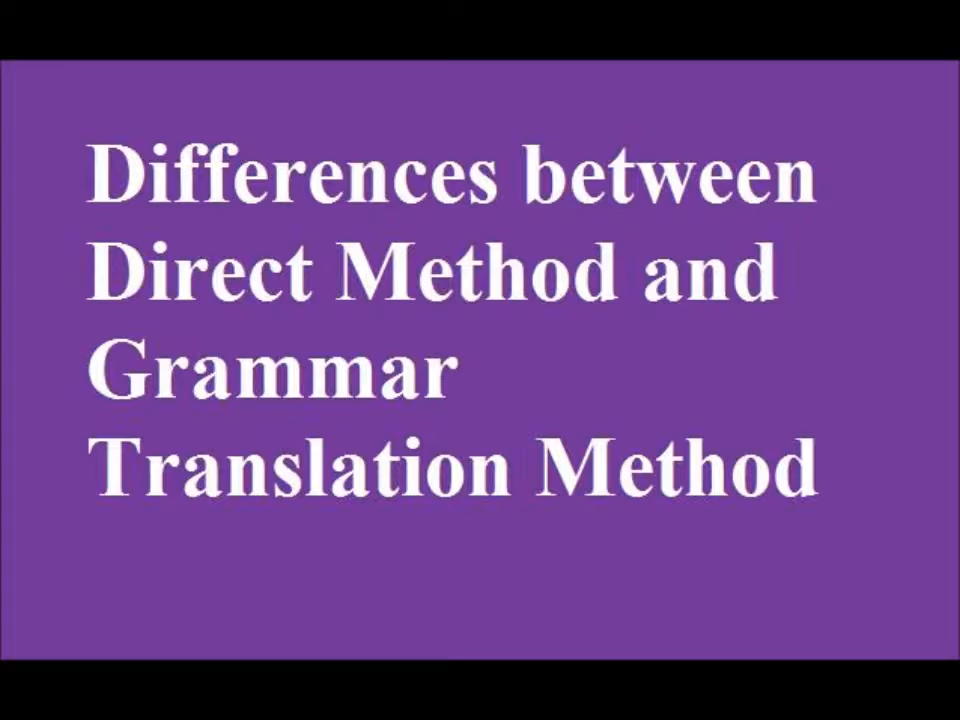 Differences between
Direct Method and
Grammar
Translation Method